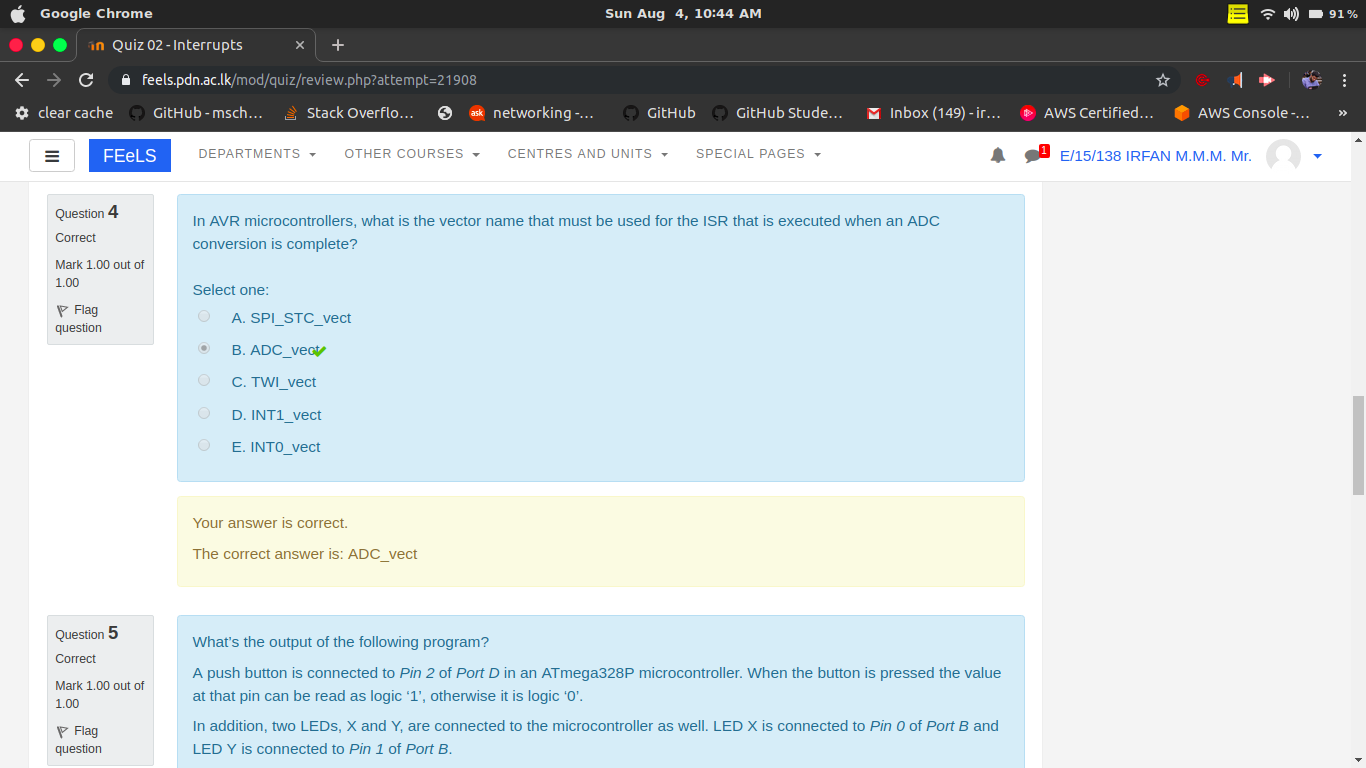 Google Chrome
Sun Aug 4, 10:44 AM
91%
Quiz 02 - Interrupts
feels.pdn.ac.lk/mod/quiz/review.php?attempt=21908
clear cache
GitHub - msch...
Stack Overflo...
ask
networking -...
GitHub
GitHub Stude...
Inbox (149) - ir...
AWS Certified...
AWS Console -...
»
FEeLS
DEPARTMENTS
OTHER COURSES
CENTRES AND UNITS
SPECIAL PAGES
1
E/15/138 IRFAN M.M.M. Mr.
Question 4
Correct
Mark 1.00 out of
1.00
Flag
question
In AVR microcontrollers, what is the vector name that must be used for the ISR that is executed when an ADC
conversion is complete?
Select one:
A. SPI_STC_vect
B. ADC_vect
C. TWI_vect
D. INT1_vect
E. INT0_vect
Your answer is correct.
The correct answer is: ADC_vect
Question 5
Correct
Mark 1.00 out of
1.00
Flag
question
What's the output of the following program?
A push button is connected to Pin 2 of Port D in an ATmega328P microcontroller. When the button is pressed the value
at that pin can be read as logic ‘1’, otherwise it is logic ‘0’.
In addition, two LEDs, X and Y, are connected to the microcontroller as well. LED X is connected to Pin 0 of Port B and
LED Y is connected to Pin 1 of Port B.